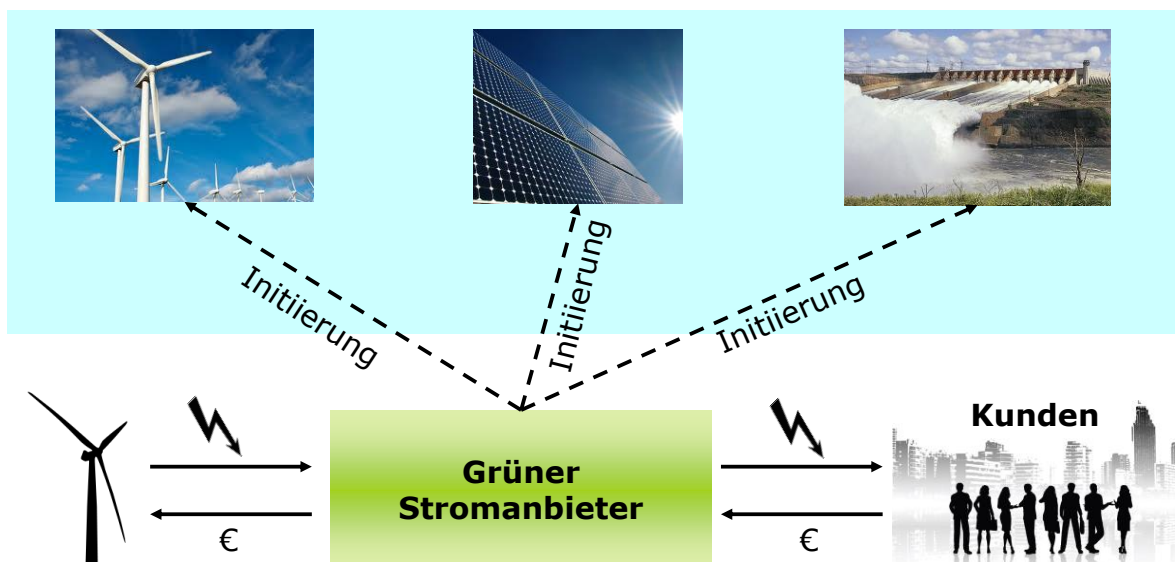 Initiierung
Initiierung
Initiierung
Kunden
Grüner
Stromanbieter
€
€